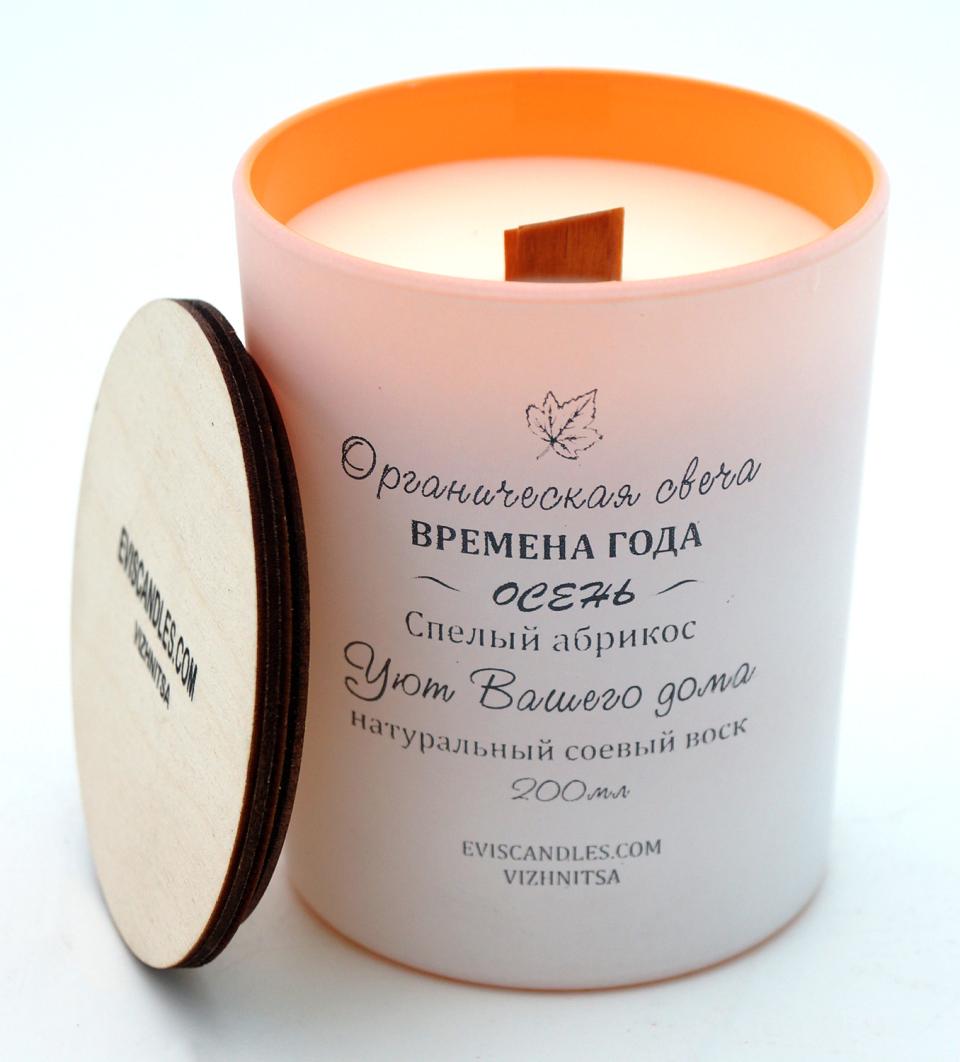 Органическая свеча
ВРЕМЕНА ГОДА
ОСЕНЬ
Спелый абрикос
Уют Вашего дома
натуральный соевый воск
200мл
EVISCANDLES.COM
VIZHNITSA
EVISCANDLES.COM
VIZHNITSA